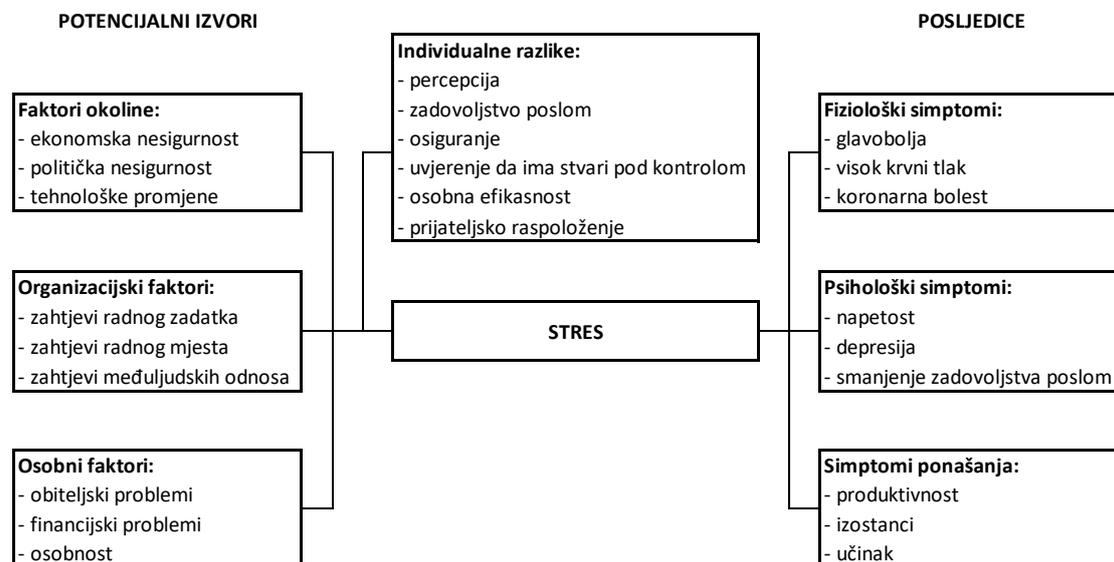 POTENCIJALNI IZVORI
POSLJEDICE
Individualne razlike:
- percepcija
- zadovoljstvo poslom
- osiguranje
- uvjerenje da ima stvari pod kontrolom
- osobna efikasnost
- prijateljsko raspoloženje
Faktori okoline:
- ekonomska nesigurnost
- politička nesigurnost
- tehnološke promjene
Organizacijski faktori:
- zahtjevi radnog zadatka
- zahtjevi radnog mjesta
- zahtjevi međuljudskih odnosa
Osobni faktori:
- obiteljski problemi
- financijski problemi
- osobnost
STRES
Fiziološki simptomi:
- glavobolja
- visok krvni tlak
- koronarna bolest
Psihološki simptomi:
- napetost
- depresija
- smanjenje zadovoljstva poslom
Simptomi ponašanja:
- produktivnost
- izostanci
- učinak